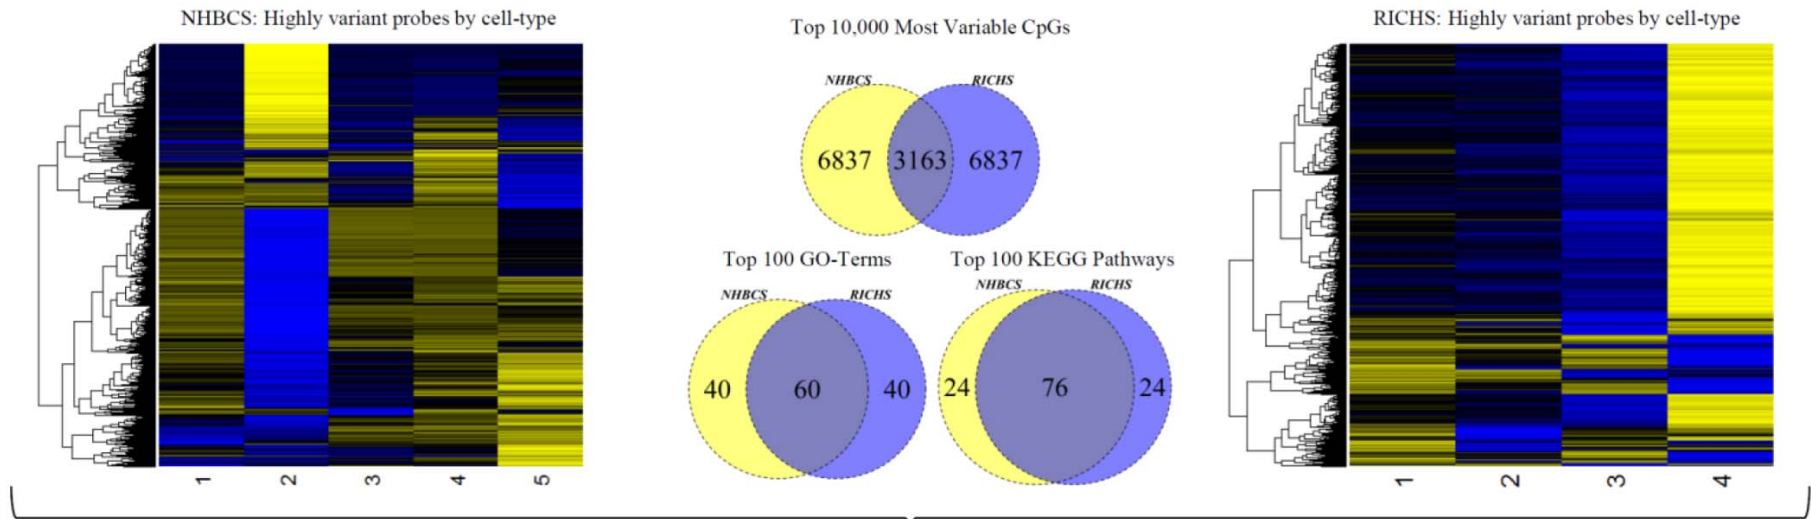 NHBCS: Highly variant probes by cell-type
1 2 3 4 5
Top 10,000 Most Variable CpGs
NHBCS RICHS
6837 3163 6837
Top 100 GO-Terms
NHBCS RICHS
40 60 40
Top 100 KEGG Pathways
NHBCS RICHS
24 76 24
RICHS: Highly variant probes by cell-type
1 2 3 4